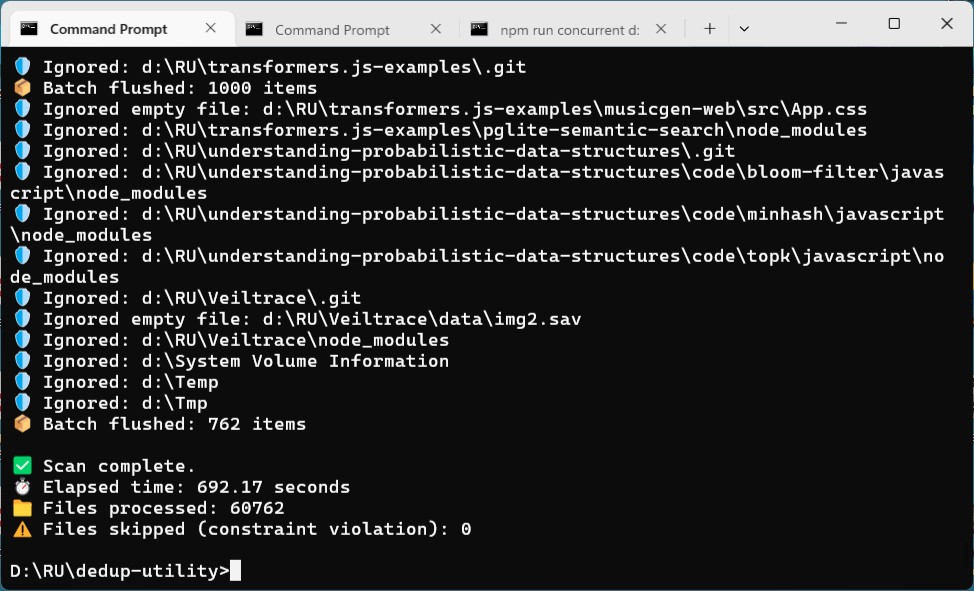 Command Prompt
Command Prompt
npm run concurrent d:
Ignored: d:\RU\transformers.js-examples\.git
Batch flushed: 1000 items
Ignored empty file: d:\RU\transformers.js-examples\musicgen-web\src\App.css
Ignored: d:\RU\transformers.js-examples\pglite-semantic-search\node_modules
Ignored: d:\RU\understanding-probabilistic-data-structures\.git
Ignored: d:\RU\understanding-probabilistic-data-structures\code\bloom-filter\javas
cript\node_modules
Ignored: d:\RU\understanding-probabilistic-data-structures\code\minhash\javascript
\node_modules
Ignored: d:\RU\understanding-probabilistic-data-structures\code\topk\javascript\no
de_modules
Ignored: d:\RU\Veiltrace\.git
Ignored empty file: d:\RU\Veiltrace\data\img2.sav
Ignored: d:\RU\Veiltrace\node_modules
Ignored: d:\System Volume Information
Ignored: d:\Temp
Ignored: d:\Tmp
Batch flushed: 762 items
Scan complete.
Elapsed time: 692.17 seconds
Files processed: 60762
Files skipped (constraint violation): 0
D:\RU\dedup-utility>